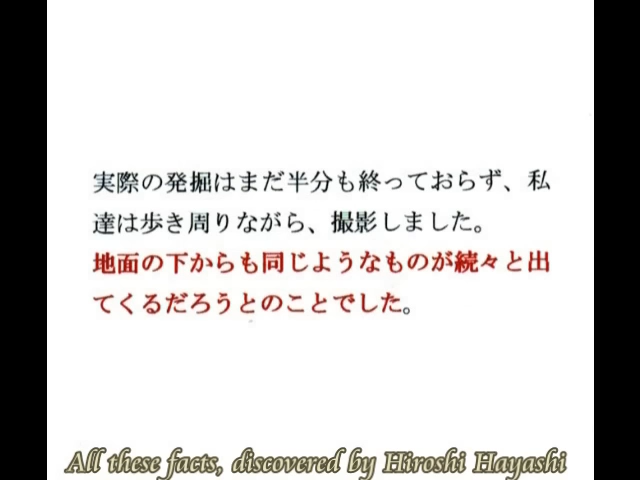 実際の発掘はまだ半分も終っておらず、私
達は歩き周りながら、撮影しました。
地面の下からも同じようなものが続々と出
てくるだろうとのことでした。
All these facts, discovered by Hiroshi Hayashi